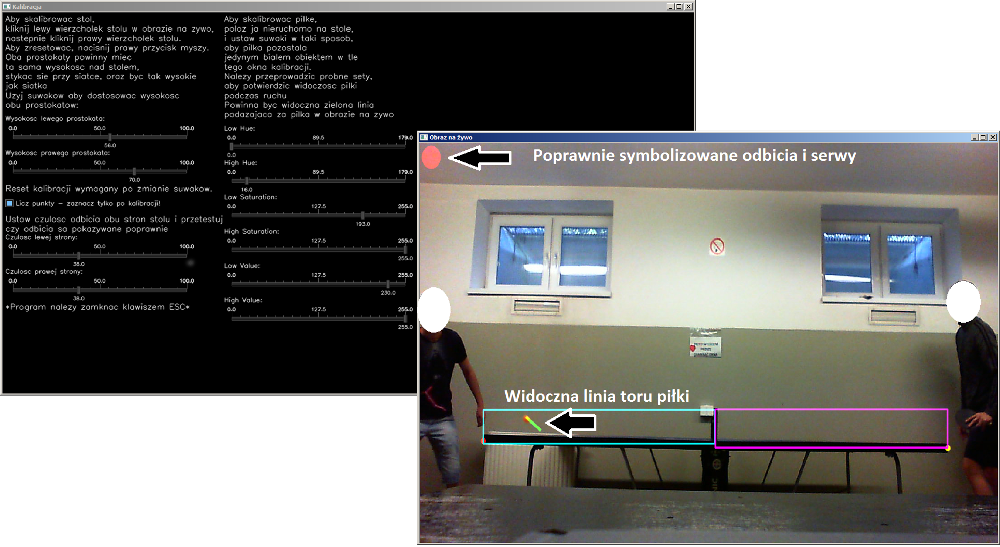 Kalibracja
Aby skalibrowac stol,
kliknij lewy wierzcholek stolu w obrazie na zywo,
nastepnie kliknij prawy wierzcholek stolu.
Aby zresetowac, nacisnij prawy przycisk myszy.
Oba prostokaty powinny miec
ta sama wysokosc nad stolem,
stykac sie przy siatce, oraz byc tak wysokie
jak siatka
Uzyj suwakow aby dostosowac wysokosc
obu prostokatow:
Wysokosc lewego prostokata:
0.0 50.0 100.0
56.0
Wysokosc prawego prostokata:
0.0 50.0 100.0
70.0
Reset kalibracji wymagany po zmianie suwakow.
Licz punkty - zaznacz tylko po kalibracji!
Ustaw czulosc odbicia obu stron stolu i przetestuj
czy odbicia sa pokazywane poprawnie
Czulosc lewej strony:
0.0 50.0 100.0
38.0
Czulosc prawej strony:
0.0 50.0 100.0
38.0
*Program nalezy zamknac klawiszem ESC*
Aby skalibrowac pilke,
poloz ja nieruchomo na stole,
i ustaw suwaki w taki sposob,
aby pilka pozostala
jedynym bialem obiektem w tle
tego okna kalibracji.
Nalezy przeprowadzic probne sety,
aby potwierdzic widoczosc pilki
podczas ruchu
Powinna byc widoczna zielona linia
podazajaca za pilka w obrazie na zywo
Low Hue:
0.0 89.5 179.0
0.0
High Hue:
0.0 89.5 179.0
16.0
Low Saturation:
0.0 127.5 255.0
193.0
High Saturation:
0.0 127.5 255.0
255.0
Low Value:
0.0 127.5 255.0
230.0
High Value:
0.0 127.5 255.0
255.0
Obraz na żywo
Poprawnie symbolizowane odbicia i serwy
Widoczna linia toru piłki